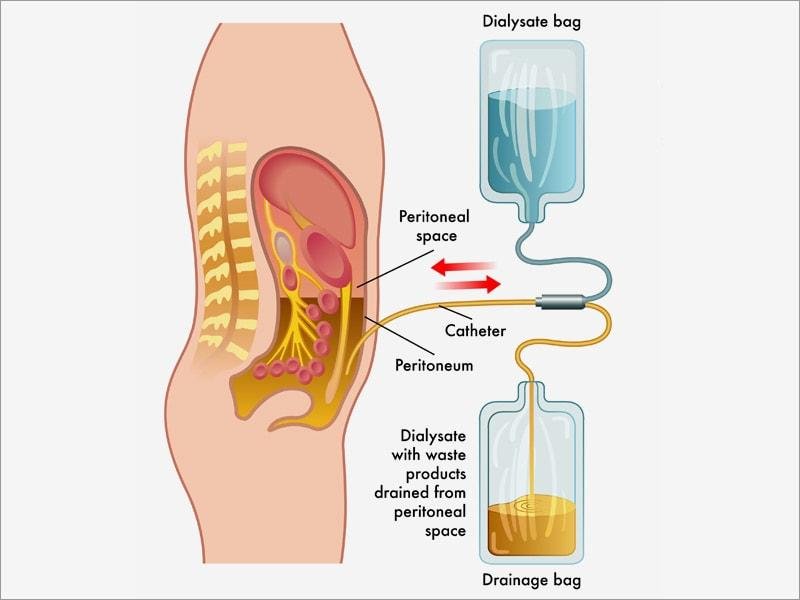 Dialysate bag
Peritoneal
space
Catheter
Peritoneum
Dialysate
with waste
products
drained from
peritoneal
space
Drainage bag